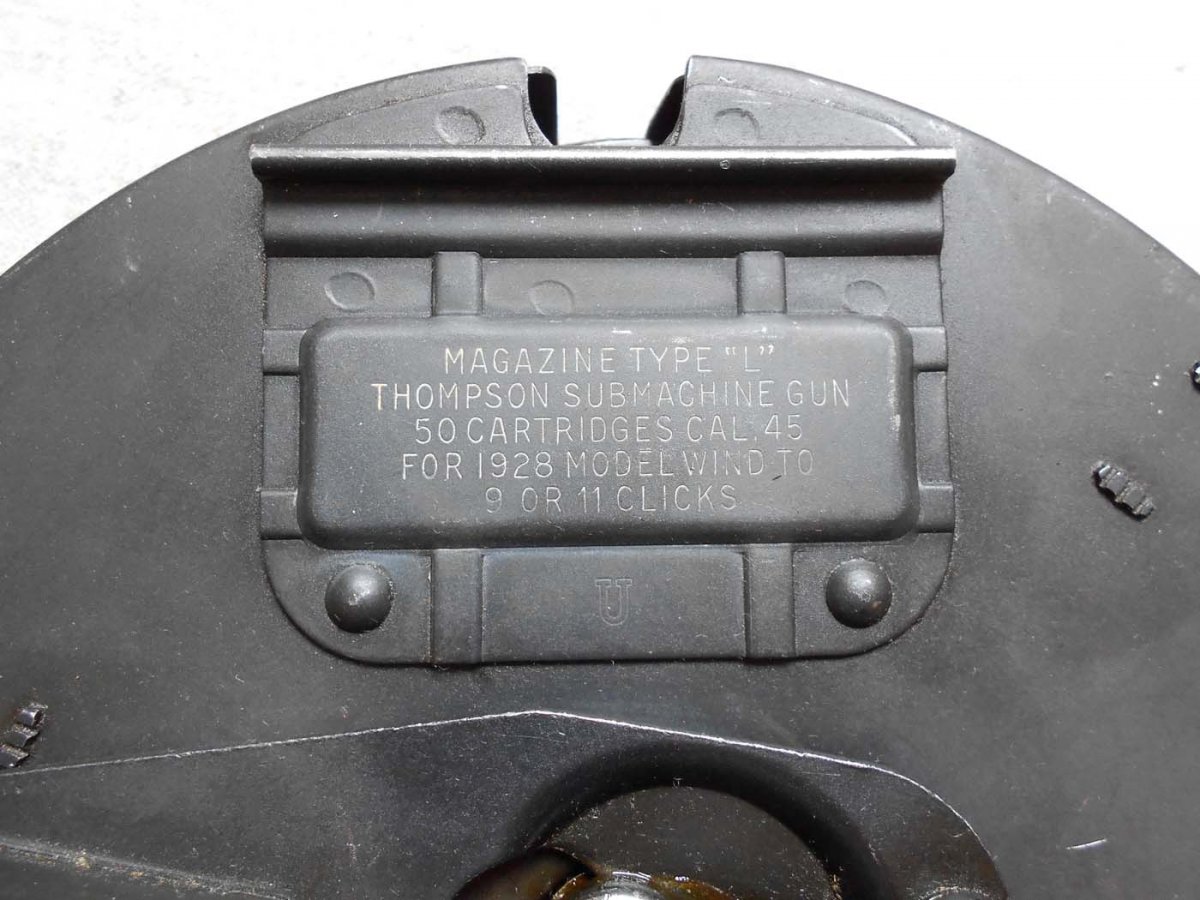 MAGAZINE TYPE "L"
THOMPSON SUBMACHINE GUN
50 CARTRIDGES CAL. 45
FOR 1928 MODEL WIND TO
9 OR 11 CLICKS
U